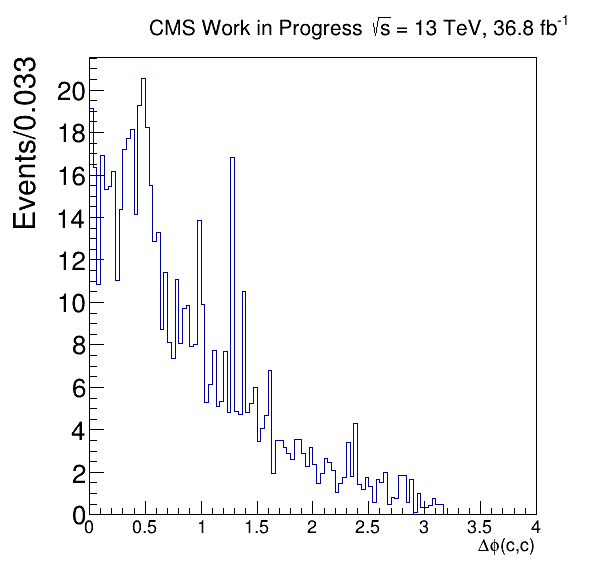 CMS Work in Progress √s = 13 TeV, 36.8 fb⁻¹
Events/0.033
20
18
16
14
12
10
8
6
4
2
0
0 0.5 1 1.5 2 2.5 3 3.5 4
Δϕ(c,c)